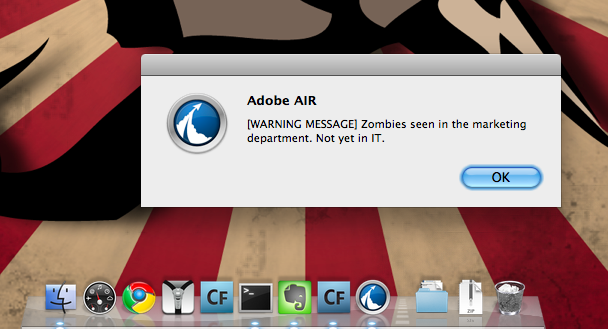 Adobe AIR
[WARNING MESSAGE] Zombies seen in the marketing
department. Not yet in IT.
OK
CF
CF
ZIP